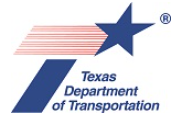 ®
Texas
Department
of Transportation